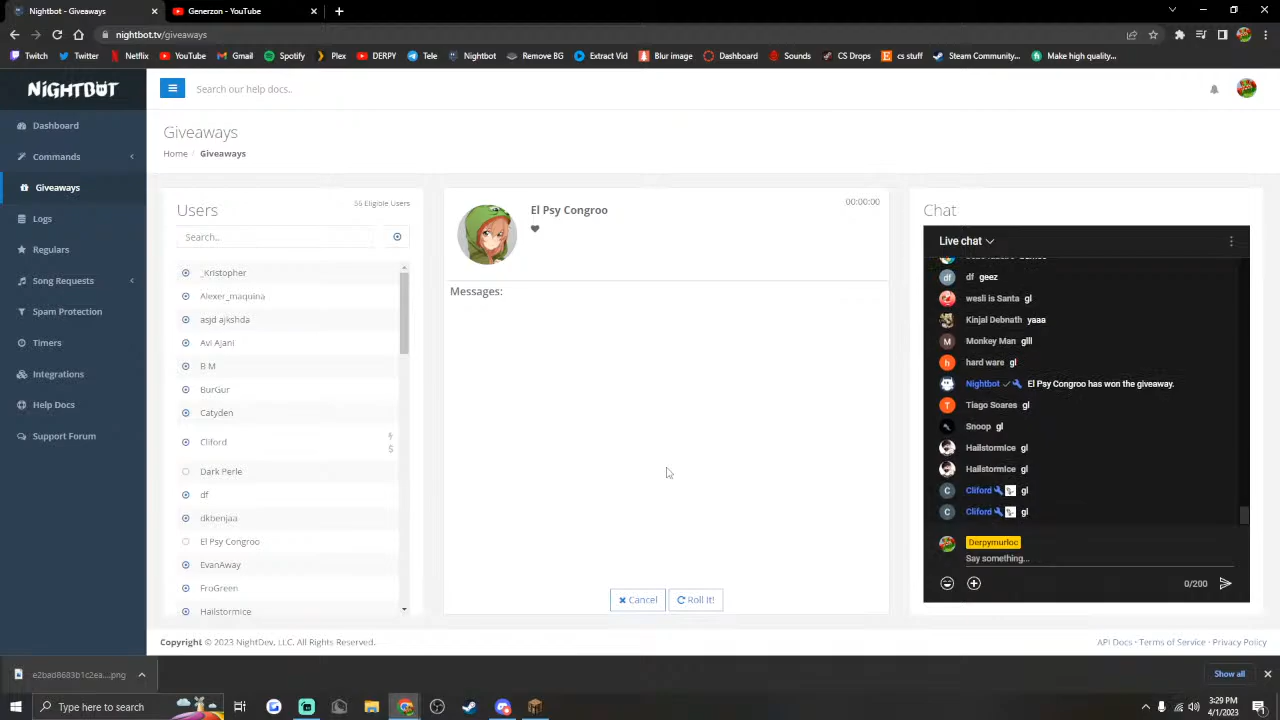 Nightbot - Giveaways
Generzon - YouTube
nightbot.tv/giveaways
Twitch
Twitter
Netflix
YouTube
Gmail
Spotify
Plex
DERPY
Tele
Nightbot
Remove BG
Extract Vid
Blur image
Dashboard
Sounds
CS Drops
cs stuff
Steam Community...
Make high quality...
NIGHTBOT
Search our help docs..
Dashboard
Commands
Giveaways
Logs
Regulars
Song Requests
Spam Protection
Timers
Integrations
Help Docs
Support Forum
Giveaways
Home / Giveaways
Users
56 Eligible Users
Search..
_Kristopher
Alexer_maquina
asjd ajkshda
Avi Ajani
B M
BurGur
Catyden
Cliford
$
Dark Perle
df
dkbenjaa
El Psy Congroo
EvanAway
FroGreen
Hailstormice
El Psy Congroo
00:00:00
Messages:
Cancel
Roll It!
Chat
Live chat
df geez
wesli is Santa gl
Kinjal Debnath yaaa
Monkey Man glll
hard ware gl
Nightbot El Psy Congroo has won the giveaway.
Tiago Soares gl
Snoop gl
HailstormIce gl
HailstormIce gl
Cliford gl
Cliford gl
Derpymurloc
Say something...
0/200
Copyright © 2023 NightDev, LLC. All Rights Reserved.
API Docs · Terms of Service · Privacy Policy
e2bad8683b1c2ea....png
Show all
Type here to search
3:29 PM
4/1/2023